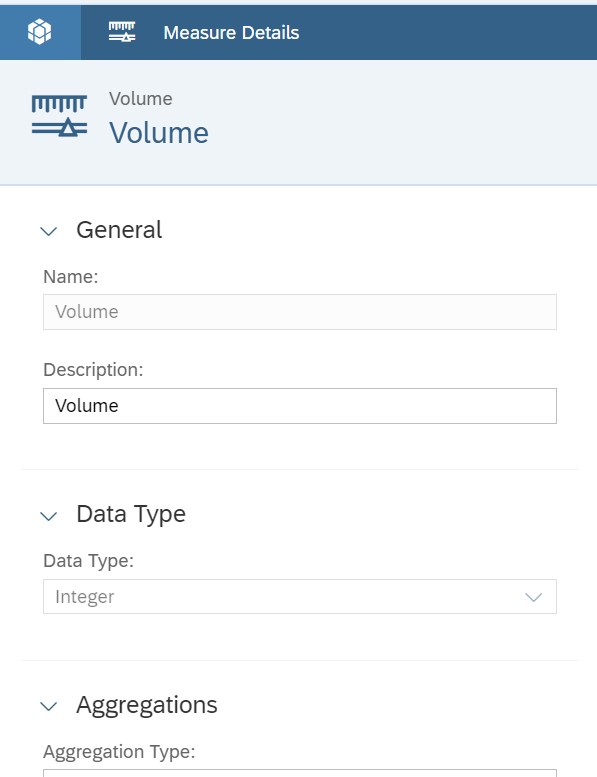 Measure Details
Volume
Volume
General
Name:
Volume
Description:
Volume
Data Type
Data Type:
Integer
Aggregations
Aggregation Type: